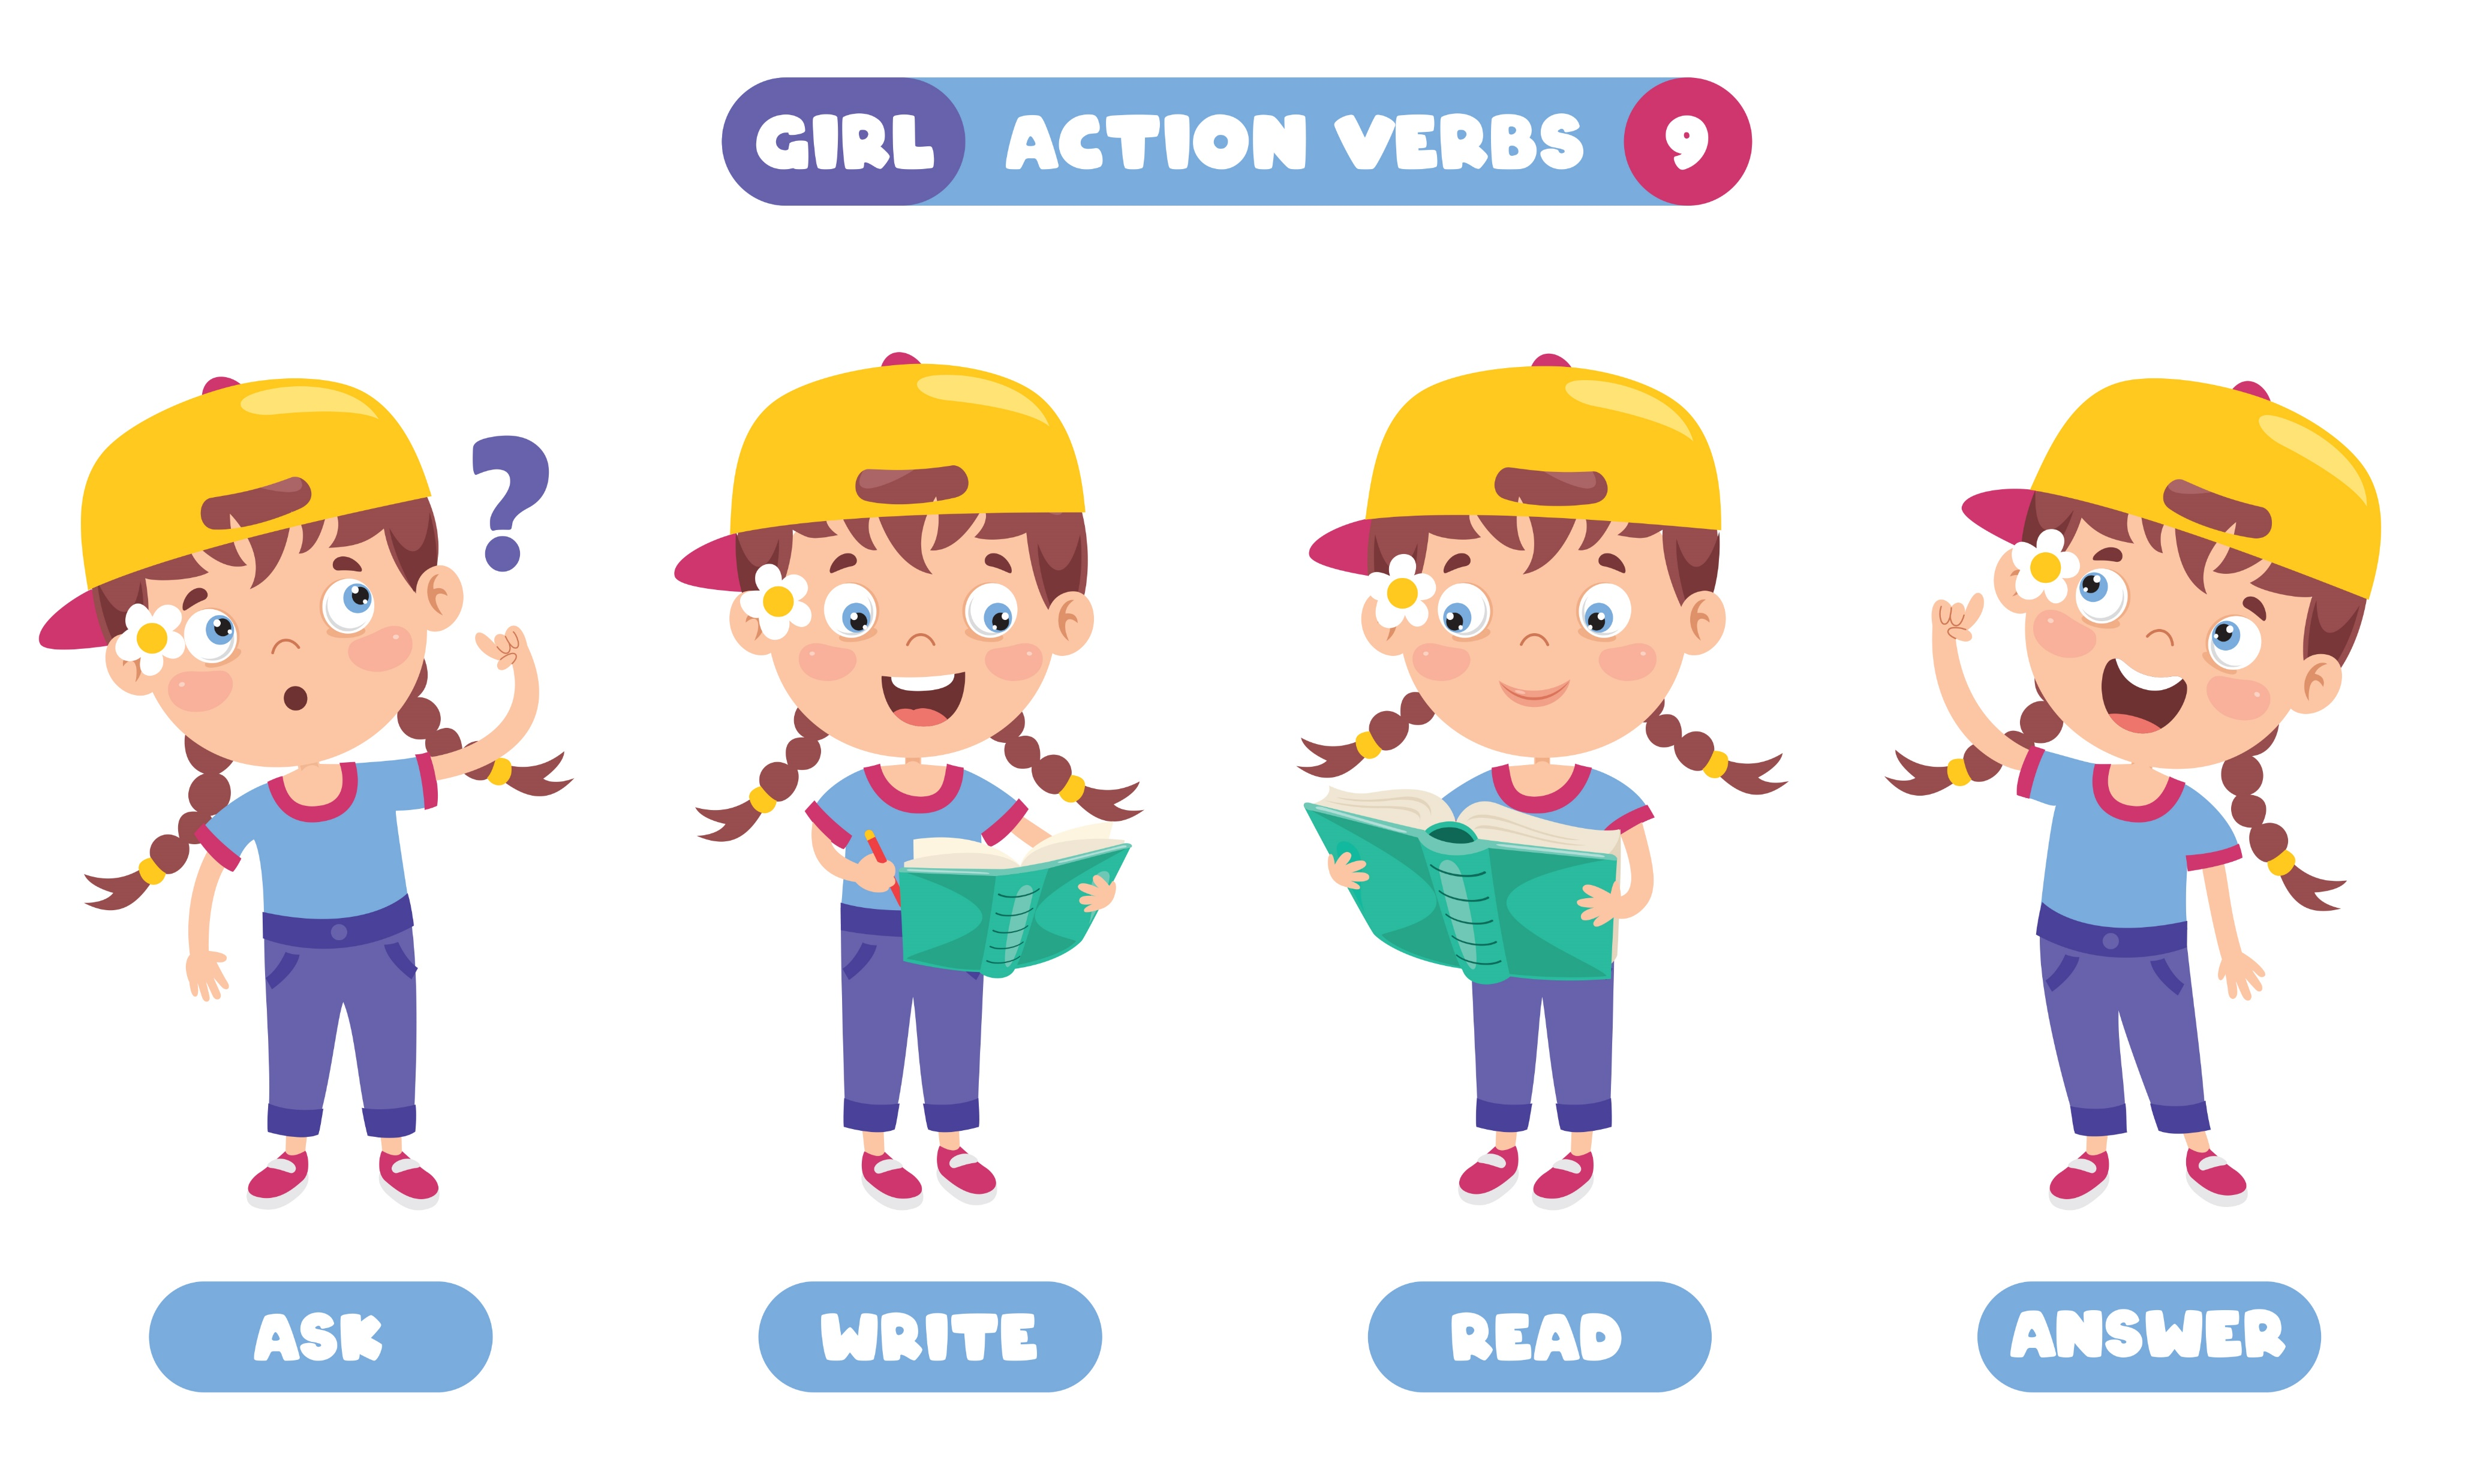 GIRL ACTION VERBS 9
?
ASK
WRITE
READ
ANSWER